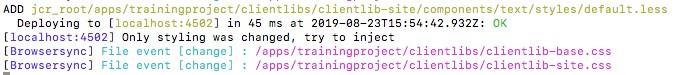 ADD jcr_root/apps/trainingproject/clientlibs/clientlib-site/components/text/styles/default.less
Deploying to [localhost:4502] in 45 ms at 2019-08-23T15:54:42.932Z: OK
[localhost:4502] Only styling was changed, try to inject
[Browsersync] File event [change] : /apps/trainingproject/clientlibs/clientlib-base.css
[Browsersync] File event [change] : /apps/trainingproject/clientlibs/clientlib-site.css